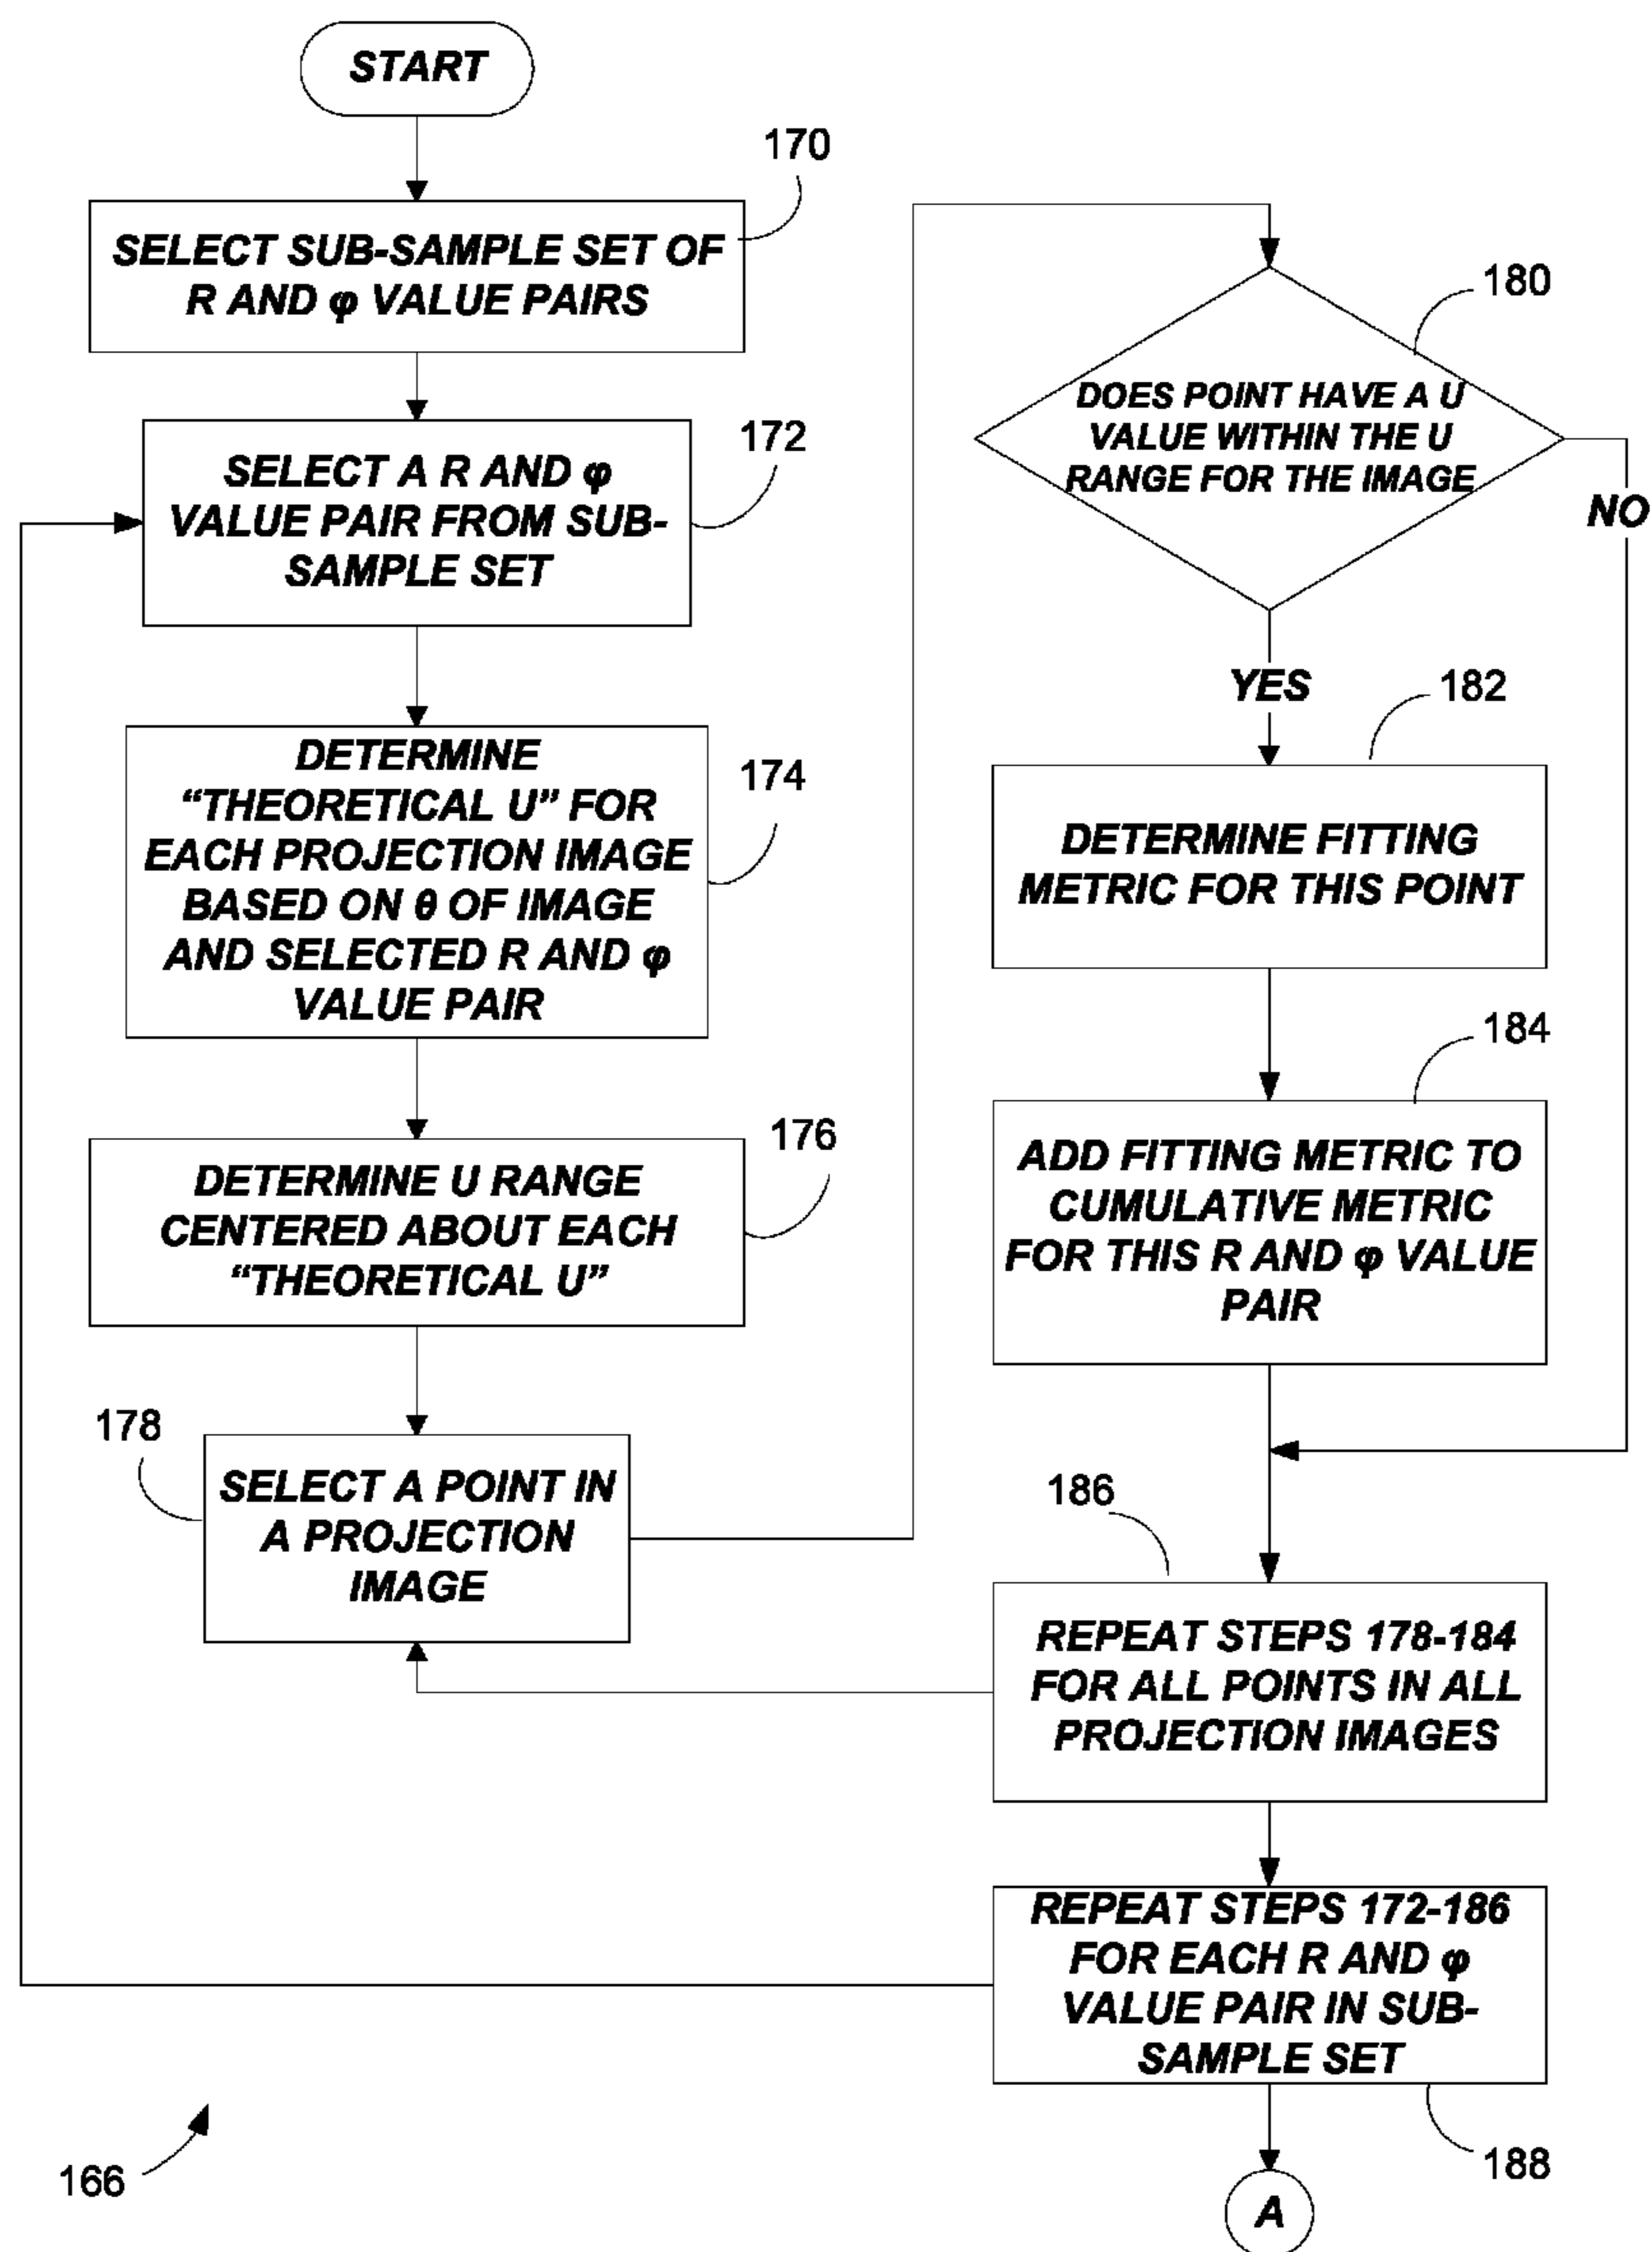 START
170
SELECT SUB-SAMPLE SET OF
R AND φ VALUE PAIRS
172
SELECT A R AND φ
VALUE PAIR FROM SUB-
SAMPLE SET
DETERMINE
“THEORETICAL U” FOR
EACH PROJECTION IMAGE
BASED ON θ OF IMAGE
AND SELECTED R AND φ
VALUE PAIR
174
176
DETERMINE U RANGE
CENTERED ABOUT EACH
“THEORETICAL U”
178
SELECT A POINT IN
A PROJECTION
IMAGE
180
DOES POINT HAVE A U
VALUE WITHIN THE U
RANGE FOR THE IMAGE
NO
YES
182
DETERMINE FITTING
METRIC FOR THIS POINT
184
ADD FITTING METRIC TO
CUMULATIVE METRIC
FOR THIS R AND φ VALUE
PAIR
186
REPEAT STEPS 178-184
FOR ALL POINTS IN ALL
PROJECTION IMAGES
REPEAT STEPS 172-186
FOR EACH R AND φ
VALUE PAIR IN SUB-
SAMPLE SET
188
A
166